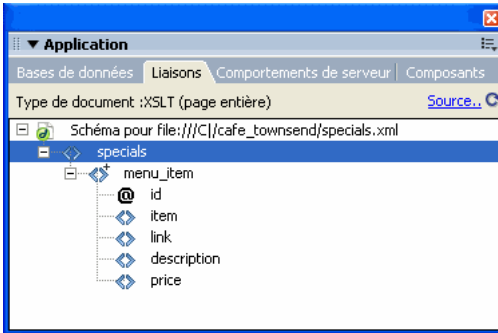 Application
Bases de données Liaisons Comportements de serveur Composants
Type de document :XSLT (page entière) Source..
Schéma pour file:///C|/cafe_townsend/specials.xml
specials
menu_item
id
item
link
description
price